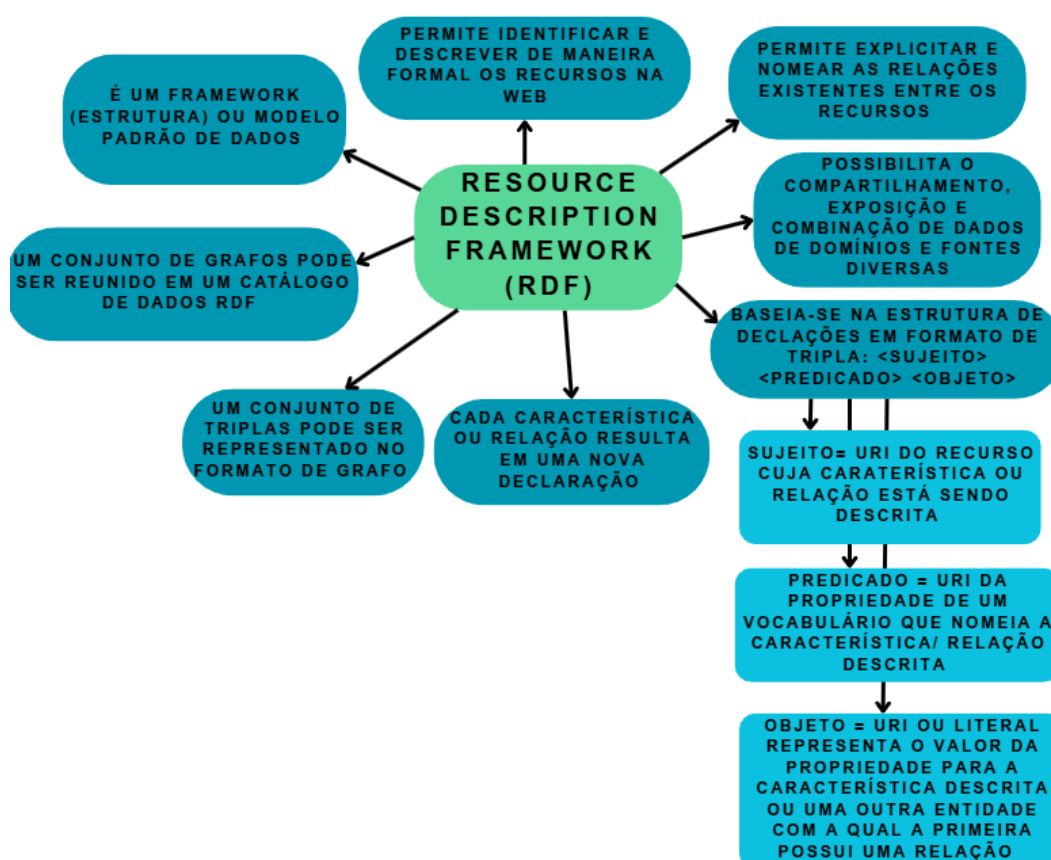 PERMITE IDENTIFICAR E
DESCREVER DE MANEIRA
FORMAL OS RECURSOS NA
WEB
PERMITE EXPLICITAR E
NOMEAR AS RELAÇÕES
EXISTENTES ENTRE OS
RECURSOS
É UM FRAMEWORK
(ESTRUTURA) OU MODELO
PADRÃO DE DADOS
RESOURCE
DESCRIPTION
FRAMEWORK
(RDF)
POSSIBILITA O
COMPARTILHAMENTO,
EXPOSIÇÃO E
COMBINAÇÃO DE DADOS
DE DOMÍNIOS E FONTES
DIVERSAS
UM CONJUNTO DE GRAFOS PODE
SER REUNIDO EM UM CATÁLOGO
DE DADOS RDF
BASEIA-SE NA ESTRUTURA DE
DECLAÇÕES EM FORMATO DE
TRIPLA: <SUJEITO>
<PREDICADO> <OBJETO>
UM CONJUNTO DE
TRIPLAS PODE SER
REPRESENTADO NO
FORMATO DE GRAFO
CADA CARACTERÍSTICA
OU RELAÇÃO RESULTA
EM UMA NOVA
DECLARAÇÃO
SUJEITO= URI DO RECURSO
CUJA CARATERÍSTICA OU
RELAÇÃO ESTÁ SENDO
DESCRITA
PREDICADO = URI DA
PROPRIEDADE DE UM
VOCABULÁRIO QUE NOMEIA A
CARACTERÍSTICA/ RELAÇÃO
DESCRITA
OBJETO = URI OU LITERAL
REPRESENTA O VALOR DA
PROPRIEDADE PARA A
CARACTERÍSTICA DESCRITA
OU UMA OUTRA ENTIDADE
COM A QUAL A PRIMEIRA
POSSUI UMA RELAÇÃO